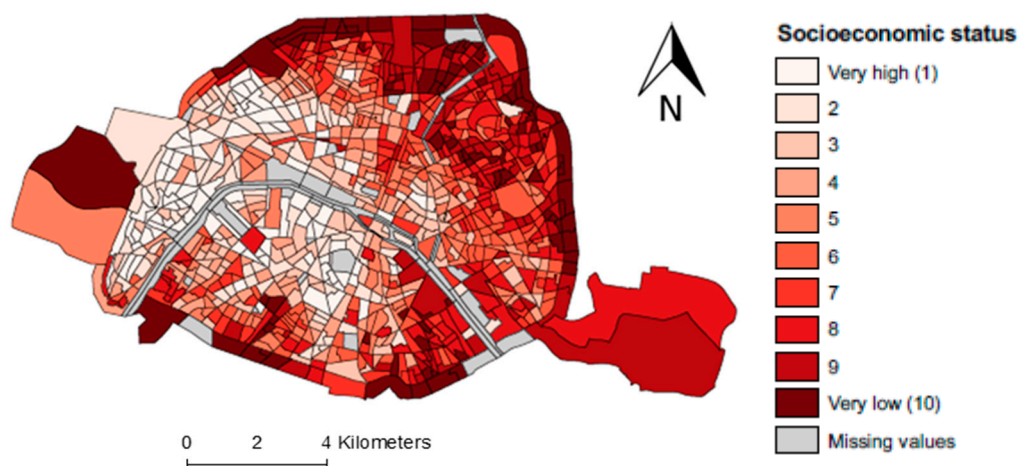 N
Socioeconomic status
Very high (1)
2
3
4
5
6
7
8
9
Very low (10)
Missing values
0 2 4 Kilometers